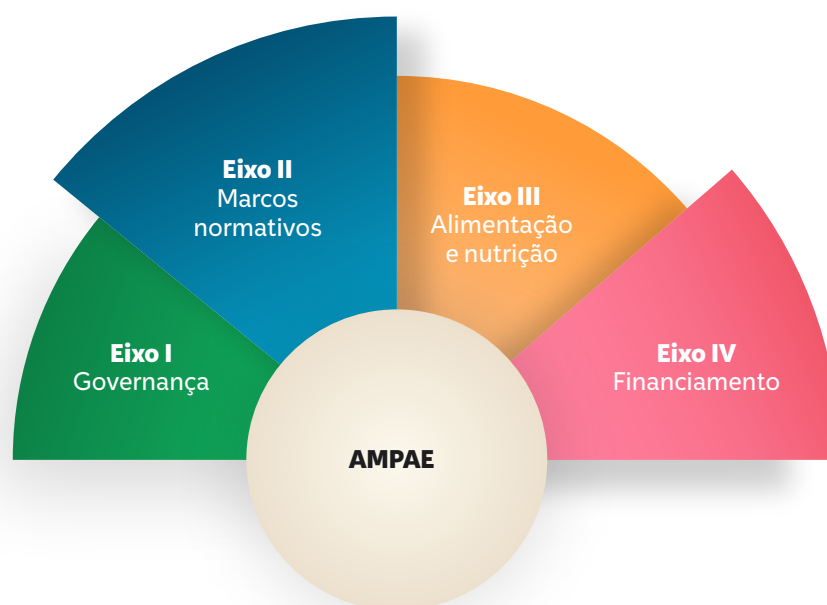 Eixo I
Governança
Eixo II
Marcos
normativos
Eixo III
Alimentação
e nutrição
Eixo IV
Financiamento
AMPAE